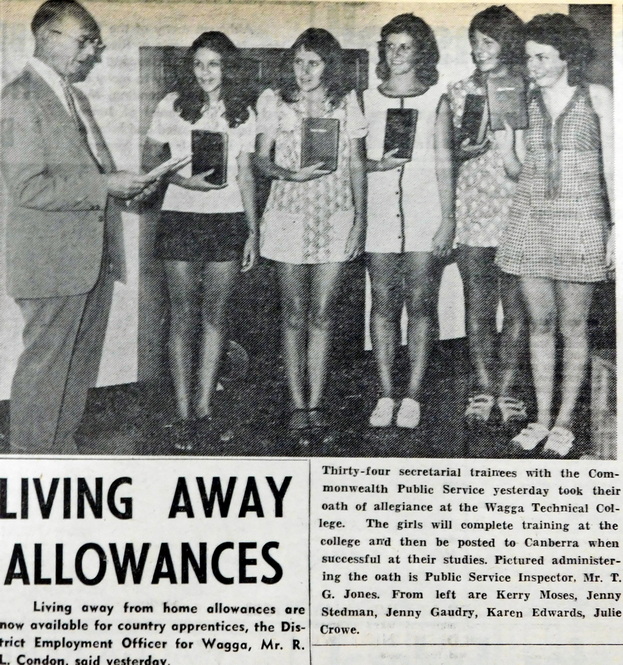 LIVING AWAY
ALLOWANCES
Living away from home allowances are
now available for country apprentices, the Dis-
trict Employment Officer for Wagga, Mr. R.
L. Condon, said yesterday.
Thirty-four secretarial trainees with the Com-
monwealth Public Service yesterday took their
oath of allegiance at the Wagga Technical Col-
lege. The girls will complete training at the
college and then be posted to Canberra when
successful at their studies. Pictured administer-
ing the oath is Public Service Inspector, Mr. T.
G. Jones. From left are Kerry Moses, Jenny
Stedman, Jenny Gaudry, Karen Edwards, Julie
Crowe.